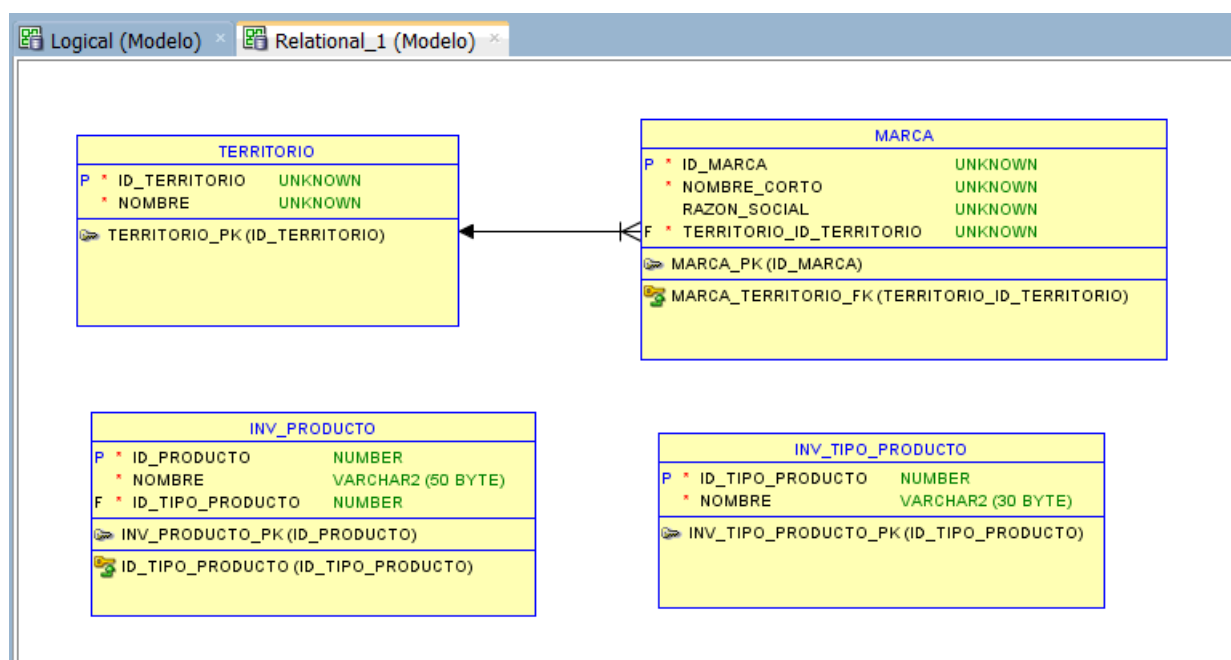 Logical (Modelo) × Relational_1 (Modelo) ×
TERRITORIO
P * ID_TERRITORIO UNKNOWN
* NOMBRE UNKNOWN
TERRITORIO_PK (ID_TERRITORIO)
MARCA
P * ID_MARCA UNKNOWN
* NOMBRE_CORTO UNKNOWN
RAZON_SOCIAL UNKNOWN
F * TERRITORIO_ID_TERRITORIO UNKNOWN
MARCA_PK (ID_MARCA)
MARCA_TERRITORIO_FK (TERRITORIO_ID_TERRITORIO)
INV_PRODUCTO
P * ID_PRODUCTO NUMBER
* NOMBRE VARCHAR2 (50 BYTE)
F * ID_TIPO_PRODUCTO NUMBER
INV_PRODUCTO_PK (ID_PRODUCTO)
ID_TIPO_PRODUCTO (ID_TIPO_PRODUCTO)
INV_TIPO_PRODUCTO
P * ID_TIPO_PRODUCTO NUMBER
* NOMBRE VARCHAR2 (30 BYTE)
INV_TIPO_PRODUCTO_PK (ID_TIPO_PRODUCTO)